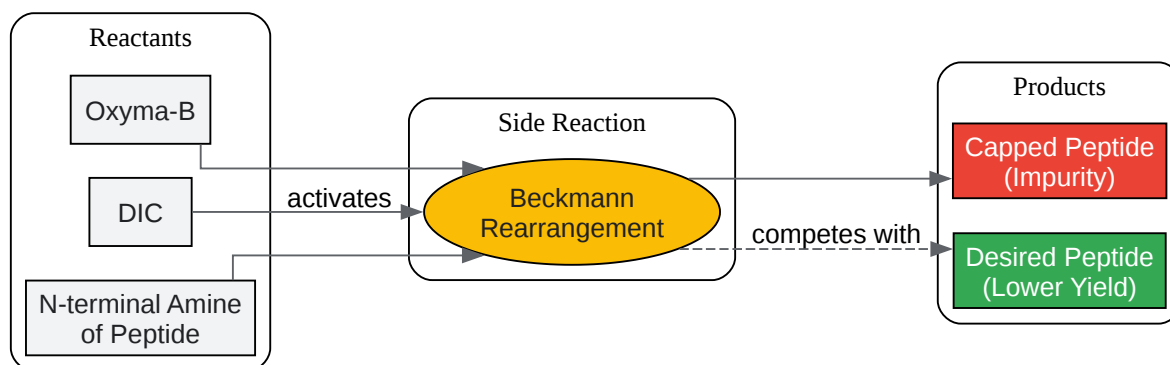 Reactants
Oxyma-B
DIC
N-terminal Amine
of Peptide
activates
Side Reaction
Beckmann
Rearrangement
competes with
Products
Capped Peptide
(Impurity)
Desired Peptide
(Lower Yield)